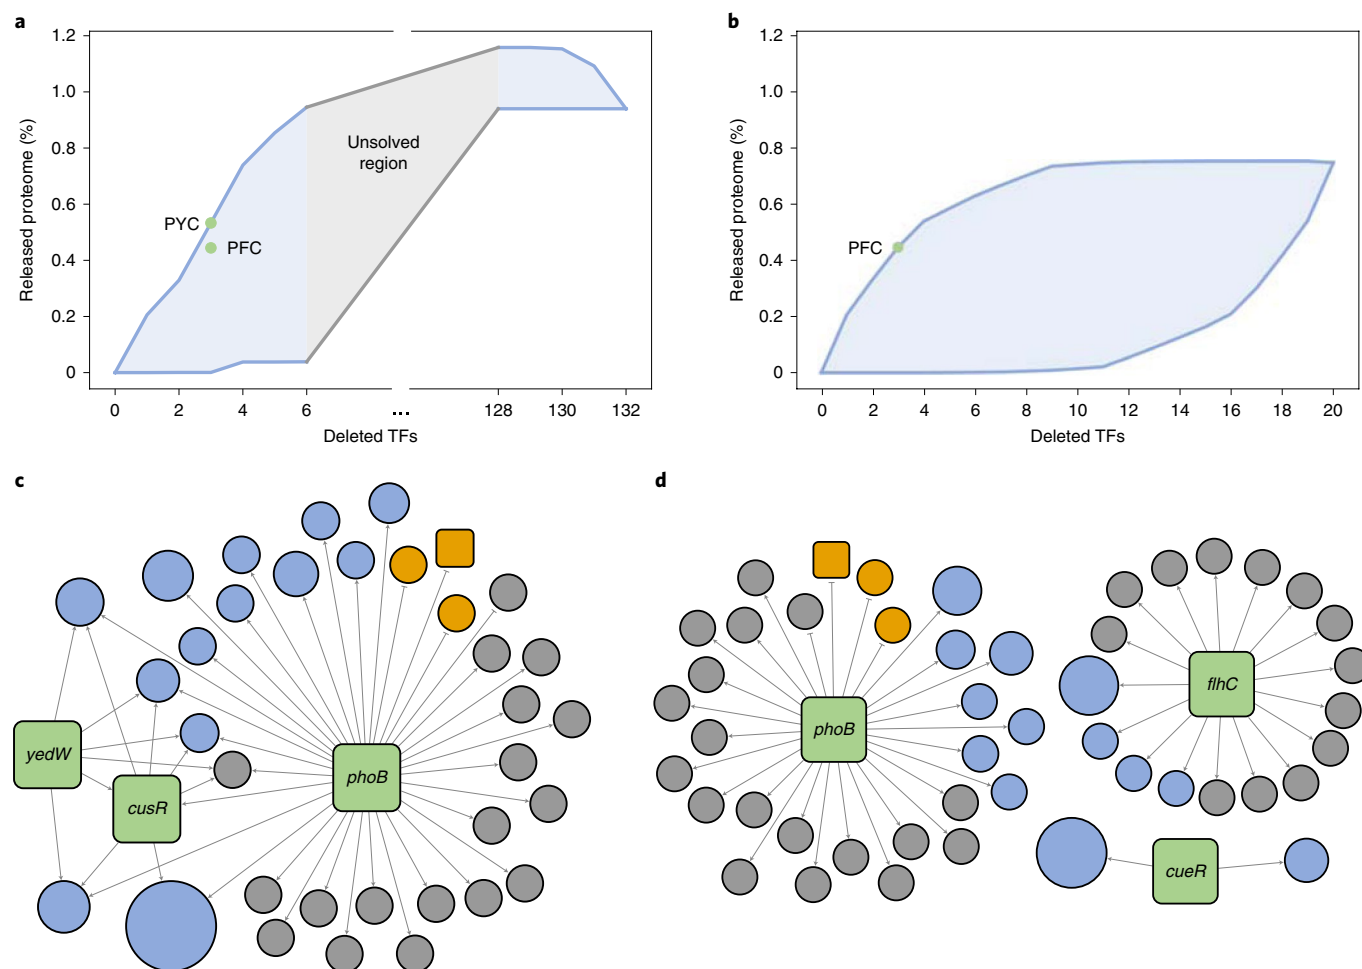 a
1.2
1.0
0.8
0.6
0.4
0.2
0
Released proteome (%)
PYC
PFC
Unsolved
region
0 2 4 6 ... 128 130 132
Deleted TFs
b
1.2
1.0
0.8
0.6
0.4
0.2
0
Released proteome (%)
PFC
0 2 4 6 8 10 12 14 16 18 20
Deleted TFs
c
yedW
cusR
phoB
d
phoB
flhC
cueR